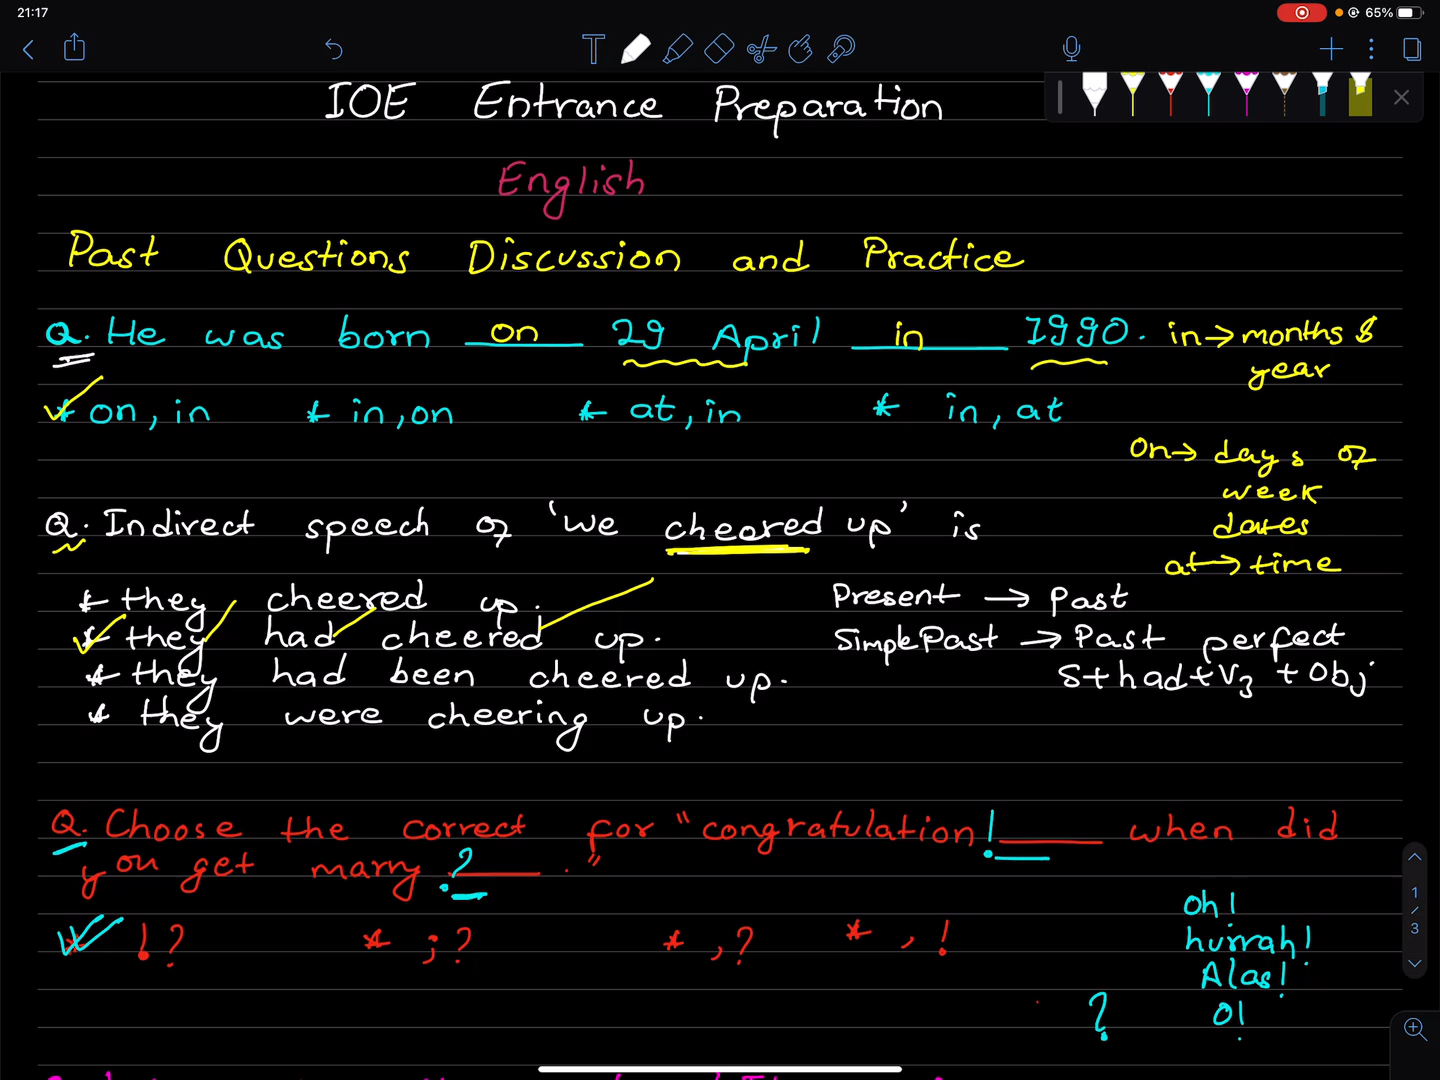 21:17
65%
T
IOE Entrance Preparation
English
Past Questions Discussion and Practice
Q. He was born on 29 April in 1990. in → months &
year
* on, in * in, on * at, in * in, at
on → days of
week
dates
at → time
Q. Indirect speech of 'we cheered up' is
* they cheered up. Present → Past
* they had cheered up. Simple Past → Past perfect
* they had been cheered up. S+had+V3 + Obj
* they were cheering up.
Q. Choose the correct for "congratulation! when did
you get marry ? ."
* !? * ;? * ,? * ,!
Oh!
hurrah!
Alas!
? O!
1
/
3